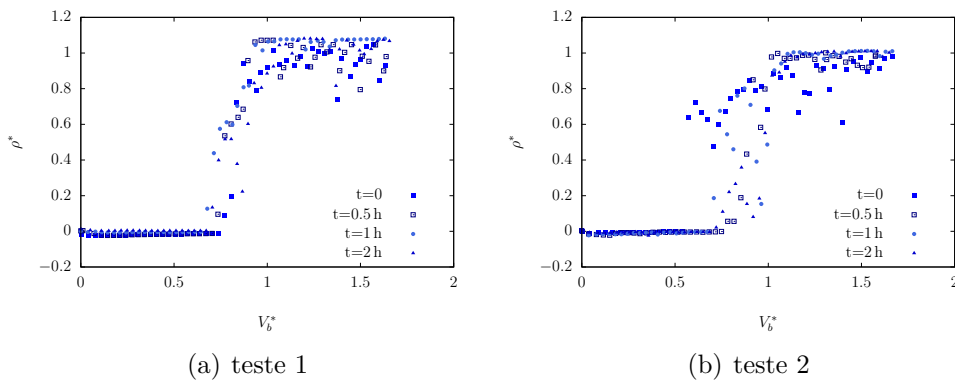 1.2
1
0.8
0.6
0.4
0.2
0
−0.2
ρ*
t=0
t=0.5 h
t=1 h
t=2 h
0 0.5 1 1.5 2
V_b^*
(a) teste 1
1.2
1
0.8
0.6
0.4
0.2
0
−0.2
ρ*
t=0
t=0.5 h
t=1 h
t=2 h
0 0.5 1 1.5 2
V_b^*
(b) teste 2